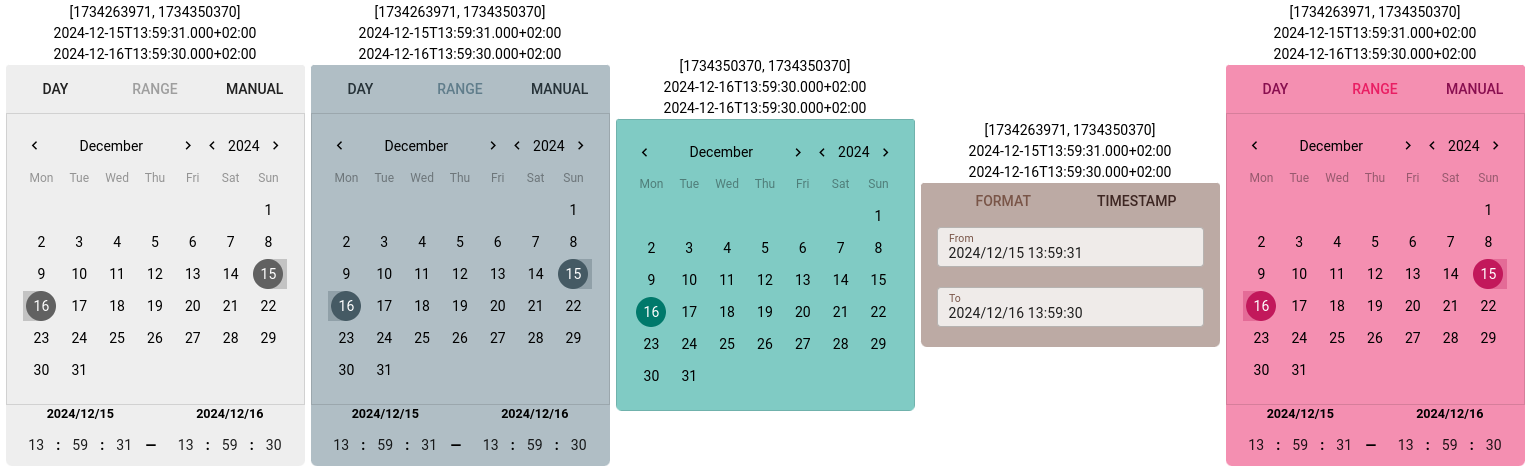 [1734263971, 1734350370]
2024-12-15T13:59:31.000+02:00
2024-12-16T13:59:30.000+02:00
DAY RANGE MANUAL
December 2024
Mon Tue Wed Thu Fri Sat Sun
1
2 3 4 5 6 7 8
9 10 11 12 13 14 15
16 17 18 19 20 21 22
23 24 25 26 27 28 29
30 31
2024/12/15 2024/12/16
13 : 59 : 31 – 13 : 59 : 30
[1734263971, 1734350370]
2024-12-15T13:59:31.000+02:00
2024-12-16T13:59:30.000+02:00
DAY RANGE MANUAL
December 2024
Mon Tue Wed Thu Fri Sat Sun
1
2 3 4 5 6 7 8
9 10 11 12 13 14 15
16 17 18 19 20 21 22
23 24 25 26 27 28 29
30 31
2024/12/15 2024/12/16
13 : 59 : 31 – 13 : 59 : 30
[1734350370, 1734350370]
2024-12-16T13:59:30.000+02:00
2024-12-16T13:59:30.000+02:00
December 2024
Mon Tue Wed Thu Fri Sat Sun
1
2 3 4 5 6 7 8
9 10 11 12 13 14 15
16 17 18 19 20 21 22
23 24 25 26 27 28 29
30 31
[1734263971, 1734350370]
2024-12-15T13:59:31.000+02:00
2024-12-16T13:59:30.000+02:00
FORMAT TIMESTAMP
From
2024/12/15 13:59:31
To
2024/12/16 13:59:30
[1734263971, 1734350370]
2024-12-15T13:59:31.000+02:00
2024-12-16T13:59:30.000+02:00
DAY RANGE MANUAL
December 2024
Mon Tue Wed Thu Fri Sat Sun
1
2 3 4 5 6 7 8
9 10 11 12 13 14 15
16 17 18 19 20 21 22
23 24 25 26 27 28 29
30 31
2024/12/15 2024/12/16
13 : 59 : 31 – 13 : 59 : 30